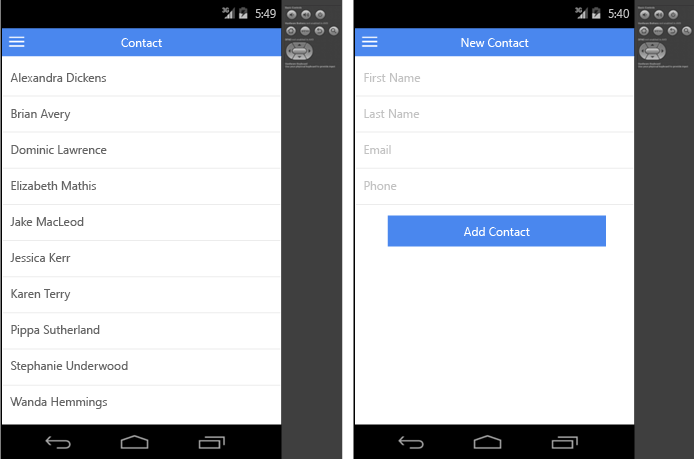 3G 5:49
Contact
Alexandra Dickens
Brian Avery
Dominic Lawrence
Elizabeth Mathis
Jake MacLeod
Jessica Kerr
Karen Terry
Pippa Sutherland
Stephanie Underwood
Wanda Hemmings
3G 5:40
New Contact
First Name
Last Name
Email
Phone
Add Contact